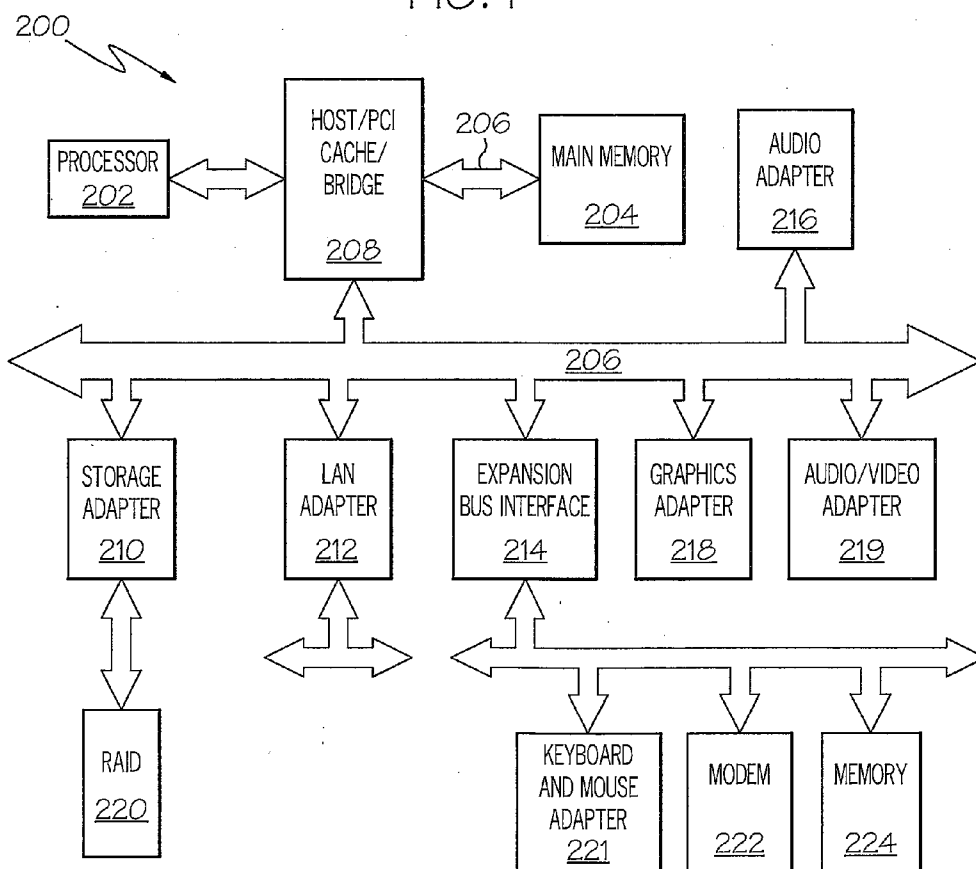 200
PROCESSOR
202
HOST/PCI
CACHE/
BRIDGE
208
206
MAIN MEMORY
204
AUDIO
ADAPTER
216
206
STORAGE
ADAPTER
210
LAN
ADAPTER
212
EXPANSION
BUS INTERFACE
214
GRAPHICS
ADAPTER
218
AUDIO/VIDEO
ADAPTER
219
RAID
220
KEYBOARD
AND MOUSE
ADAPTER
221
MODEM
222
MEMORY
224